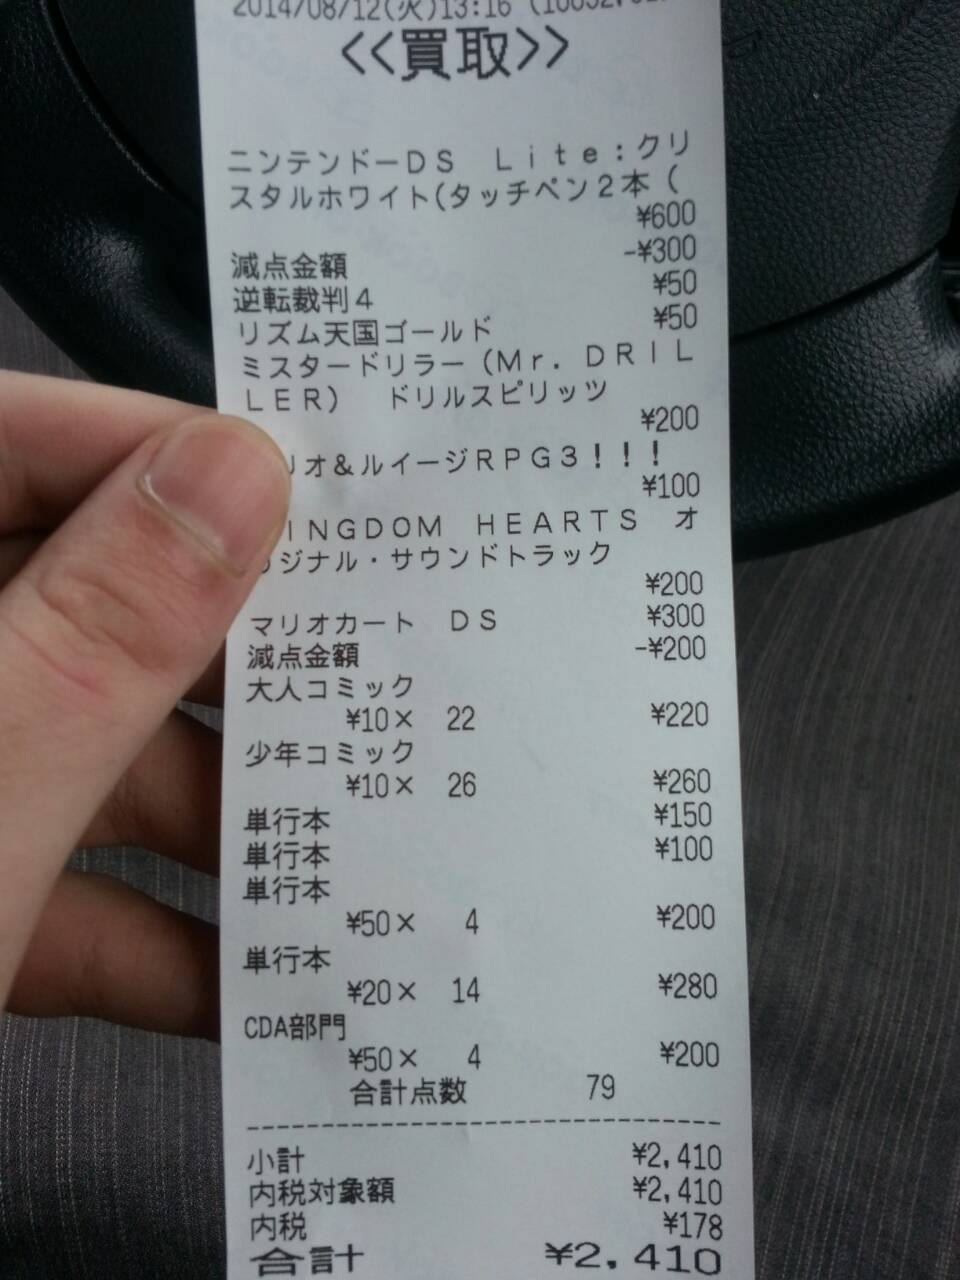 2014/08/12(火)13:16
<<買取>>
ニンテンドーDS Lite:クリ
スタルホワイト(タッチペン2本(
¥600
減点金額 -¥300
逆転裁判4 ¥50
リズム天国ゴールド ¥50
ミスタードリラー(Mr. DRIL
LER) ドリルスピリッツ
¥200
リオ&ルイージRPG3!!!
¥100
INGDOM HEARTS オ
ジナル・サウンドトラック
¥200
マリオカート DS ¥300
減点金額 -¥200
大人コミック
¥10× 22 ¥220
少年コミック
¥10× 26 ¥260
単行本 ¥150
単行本 ¥100
単行本
¥50× 4 ¥200
単行本
¥20× 14 ¥280
CDA部門
¥50× 4 ¥200
合計点数 79
小計 ¥2,410
内税対象額 ¥2,410
内税 ¥178
合計 ¥2,410